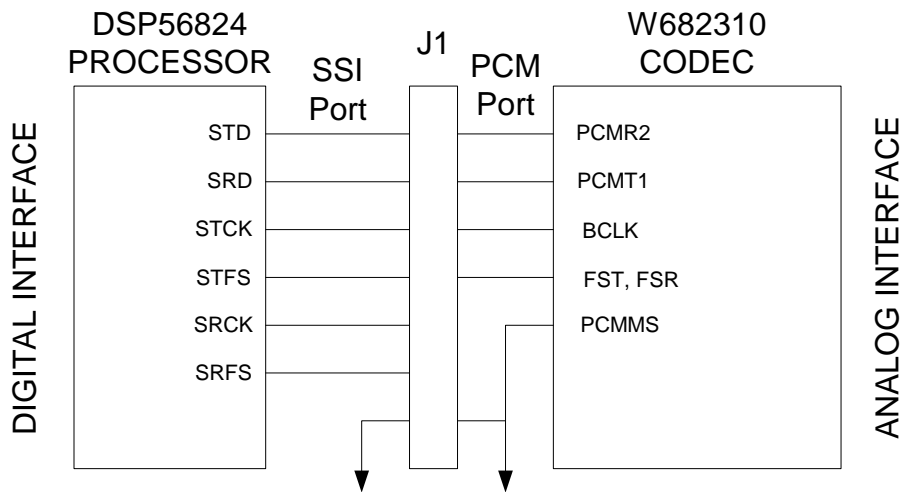 DSP56824
PROCESSOR
SSI
Port
J1
PCM
Port
W682310
CODEC
DIGITAL INTERFACE
STD
SRD
STCK
STFS
SRCK
SRFS
PCMR2
PCMT1
BCLK
FST, FSR
PCMMS
ANALOG INTERFACE